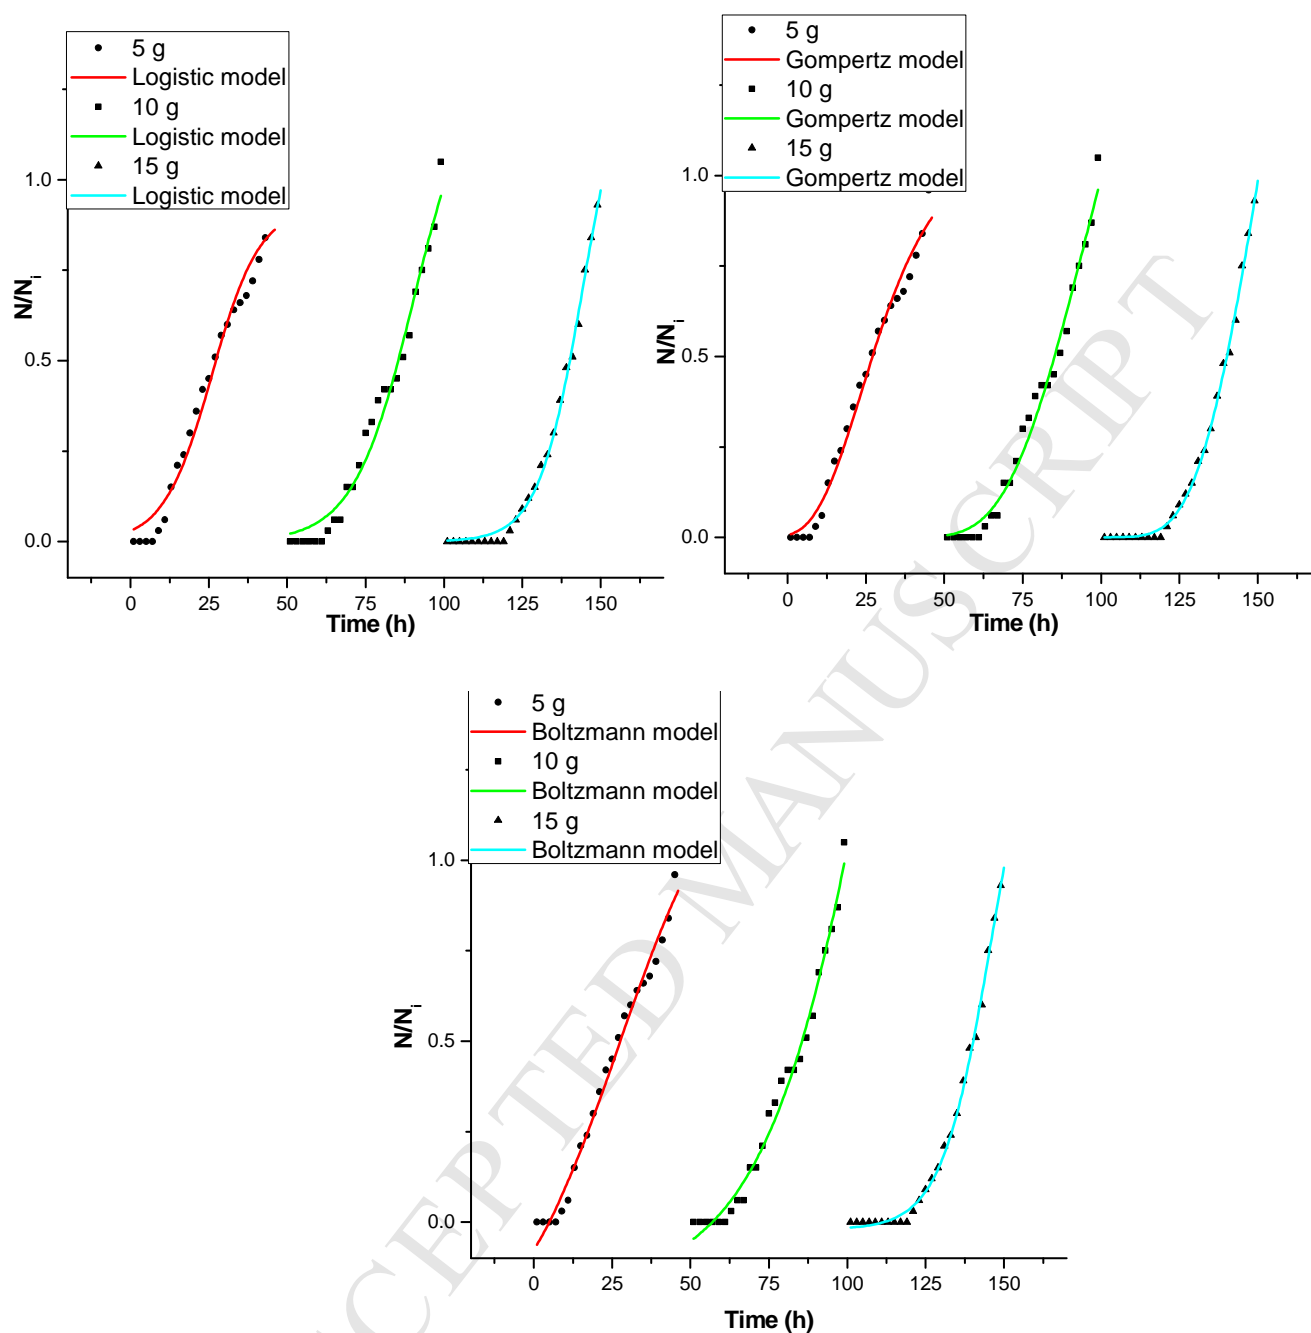 5 g
Logistic model
10 g
Logistic model
15 g
Logistic model
1.0
0.5
0.0
N/Ni
0 25 50 75 100 125 150
Time (h)
5 g
Gompertz model
10 g
Gompertz model
15 g
Gompertz model
1.0
0.5
0.0
N/Ni
0 25 50 75 100 125 150
Time (h)
5 g
Boltzmann model
10 g
Boltzmann model
15 g
Boltzmann model
1.0
0.5
0.0
N/Ni
0 25 50 75 100 125 150
Time (h)
CEPTED MANUSCRIPT